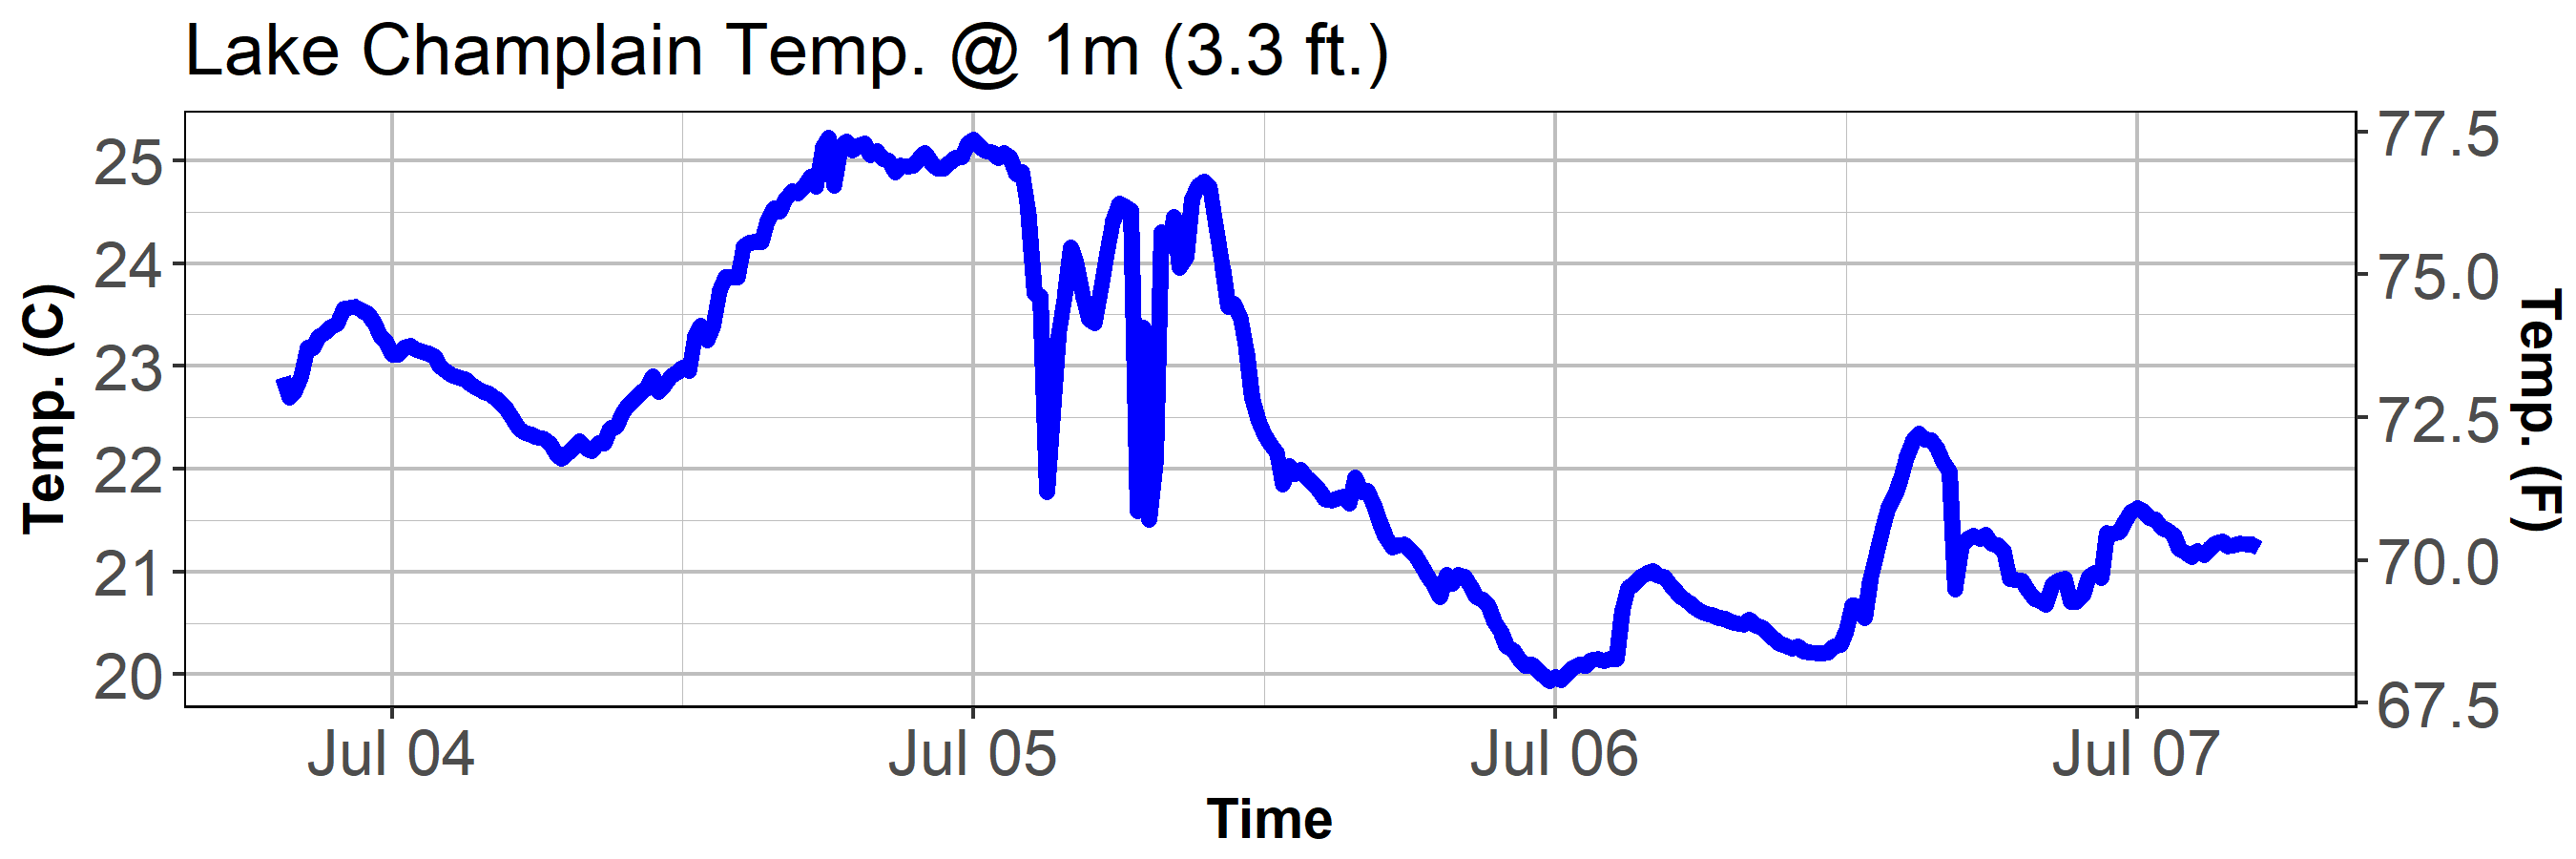 Lake Champlain Temp. @ 1m (3.3 ft.)
Temp. (C)
25
24
23
22
21
20
77.5
75.0
72.5
70.0
67.5
Temp. (F)
Jul 04 Jul 05 Jul 06 Jul 07
Time